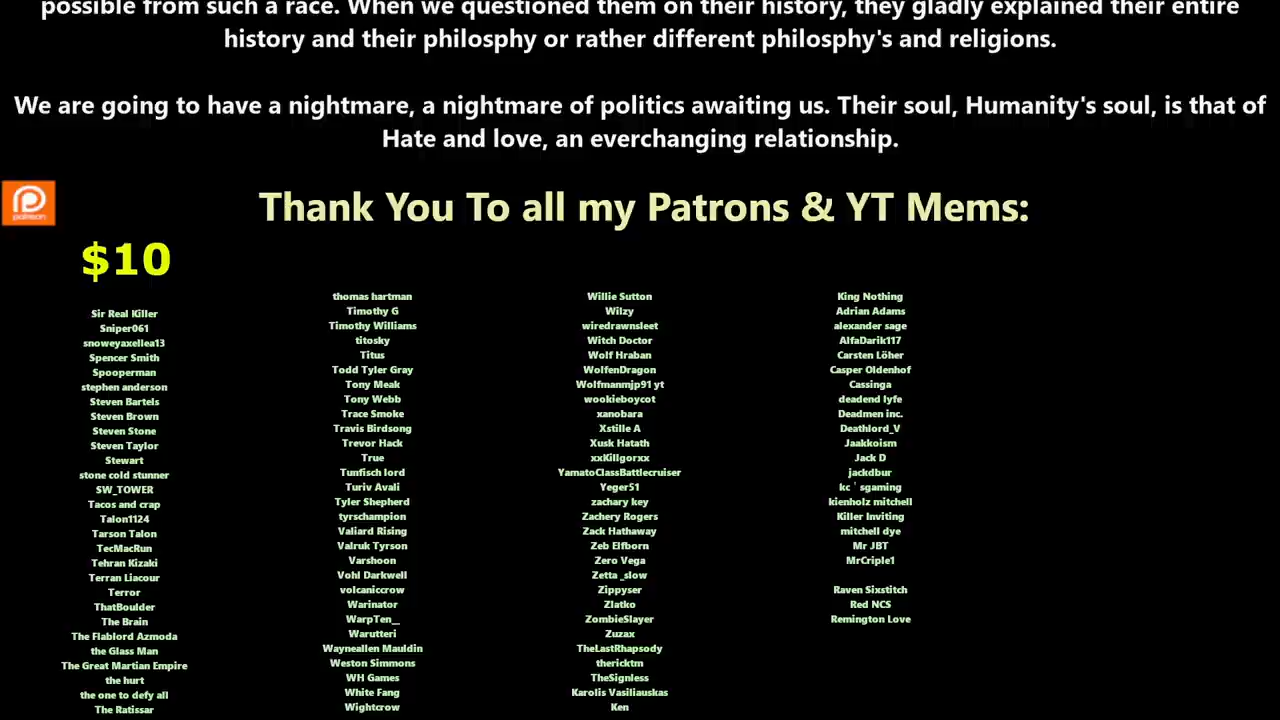 possible from such a race. When we questioned them on their history, they gladly explained their entire
history and their philosphy or rather different philosphy's and religions.
We are going to have a nightmare, a nightmare of politics awaiting us. Their soul, Humanity's soul, is that of
Hate and love, an everchanging relationship.
patreon
Thank You To all my Patrons & YT Mems:
$10
Sir Real Killer
Sniper061
snoweyaxellea13
Spencer Smith
Spooperman
stephen anderson
Steven Bartels
Steven Brown
Steven Stone
Steven Taylor
Stewart
stone cold stunner
SW_TOWER
Tacos and crap
Talon1124
Tarson Talon
TecMacRun
Tehran Kizaki
Terran Liacour
Terror
ThatBoulder
The Brain
The Flablord Azmoda
the Glass Man
The Great Martian Empire
the hurt
the one to defy all
The Ratissar
thomas hartman
Timothy G
Timothy Williams
titosky
Titus
Todd Tyler Gray
Tony Meak
Tony Webb
Trace Smoke
Travis Birdsong
Trevor Hack
True
Tunfisch lord
Turiv Avali
Tyler Shepherd
tyrschampion
Valiard Rising
Valruk Tyrson
Varshoon
Vohl Darkwell
volcaniccrow
Warinator
WarpTen__
Warutteri
Wayneallen Mauldin
Weston Simmons
WH Games
White Fang
Wightcrow
Willie Sutton
Wilzy
wiredrawnsleet
Witch Doctor
Wolf Hraban
WolfenDragon
Wolfmanmjp91 yt
wookieboycot
xanobara
Xstille A
Xusk Hatath
xxKillgorxx
YamatoClassBattlecruiser
Yeger51
zachary key
Zachery Rogers
Zack Hathaway
Zeb Elfborn
Zero Vega
Zetta _slow
Zippyser
Zlatko
ZombieSlayer
Zuzax
TheLastRhapsody
thericktm
TheSignless
Karolis Vasiliauskas
Ken
King Nothing
Adrian Adams
alexander sage
AlfaDarik117
Carsten Löher
Casper Oldenhof
Cassinga
deadend lyfe
Deadmen inc.
Deathlord_V
Jaakkoism
Jack D
jackdbur
kc ' sgaming
kienholz mitchell
Killer Inviting
mitchell dye
Mr JBT
MrCriple1
Raven Sixstitch
Red NCS
Remington Love